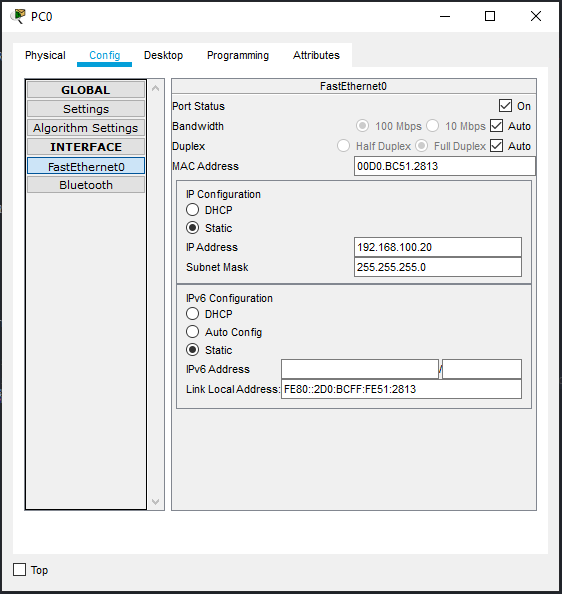 PC0
Physical Config Desktop Programming Attributes
GLOBAL
Settings
Algorithm Settings
INTERFACE
FastEthernet0
Bluetooth
FastEthernet0
Port Status On
Bandwidth 100 Mbps 10 Mbps Auto
Duplex Half Duplex Full Duplex Auto
MAC Address 00D0.BC51.2813
IP Configuration
DHCP
Static
IP Address 192.168.100.20
Subnet Mask 255.255.255.0
IPv6 Configuration
DHCP
Auto Config
Static
IPv6 Address /
Link Local Address: FE80::2D0:BCFF:FE51:2813
Top